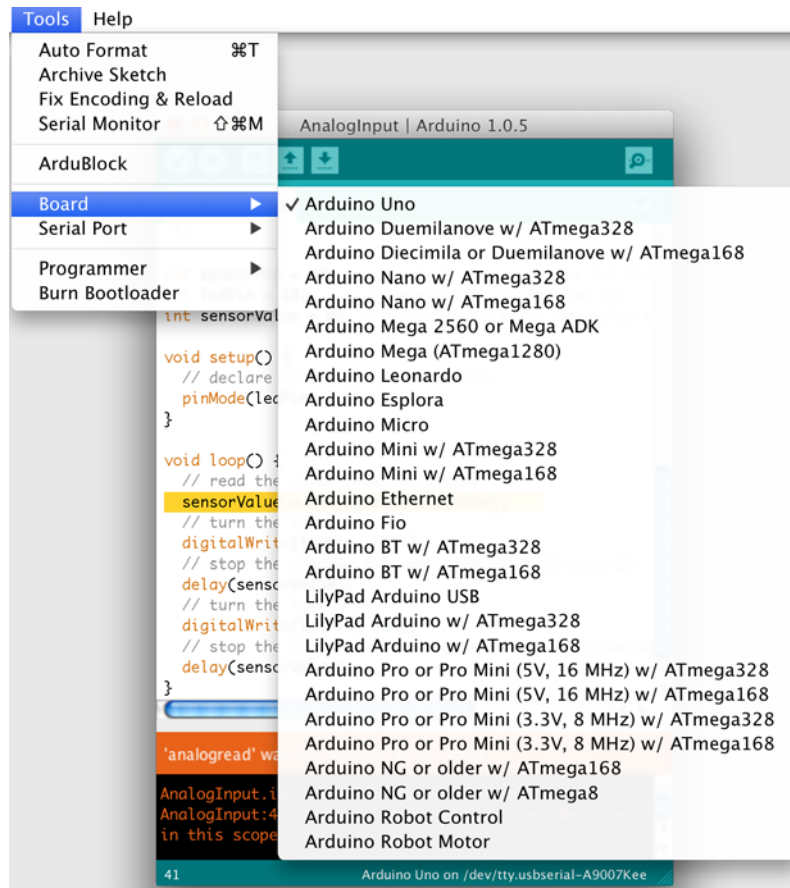 Tools Help
Auto Format ⌘T
Archive Sketch
Fix Encoding & Reload
Serial Monitor ⇧⌘M
ArduBlock
Board
Serial Port
Programmer
Burn Bootloader
AnalogInput | Arduino 1.0.5
✓ Arduino Uno
Arduino Duemilanove w/ ATmega328
Arduino Diecimila or Duemilanove w/ ATmega168
Arduino Nano w/ ATmega328
Arduino Nano w/ ATmega168
Arduino Mega 2560 or Mega ADK
Arduino Mega (ATmega1280)
Arduino Leonardo
Arduino Esplora
Arduino Micro
Arduino Mini w/ ATmega328
Arduino Mini w/ ATmega168
Arduino Ethernet
Arduino Fio
Arduino BT w/ ATmega328
Arduino BT w/ ATmega168
LilyPad Arduino USB
LilyPad Arduino w/ ATmega328
LilyPad Arduino w/ ATmega168
Arduino Pro or Pro Mini (5V, 16 MHz) w/ ATmega328
Arduino Pro or Pro Mini (5V, 16 MHz) w/ ATmega168
Arduino Pro or Pro Mini (3.3V, 8 MHz) w/ ATmega328
Arduino Pro or Pro Mini (3.3V, 8 MHz) w/ ATmega168
Arduino NG or older w/ ATmega168
Arduino NG or older w/ ATmega8
Arduino Robot Control
Arduino Robot Motor
int sensorVal
void setup() {
// declare
pinMode(led
}
void loop() {
// read the
sensorValue
// turn the
digitalWrit
// stop the
delay(senso
// turn the
digitalWrit
// stop the
delay(senso
}
'analogread' wa
AnalogInput.i
AnalogInput:4
in this scope
41
Arduino Uno on /dev/tty.usbserial-A9007Kee